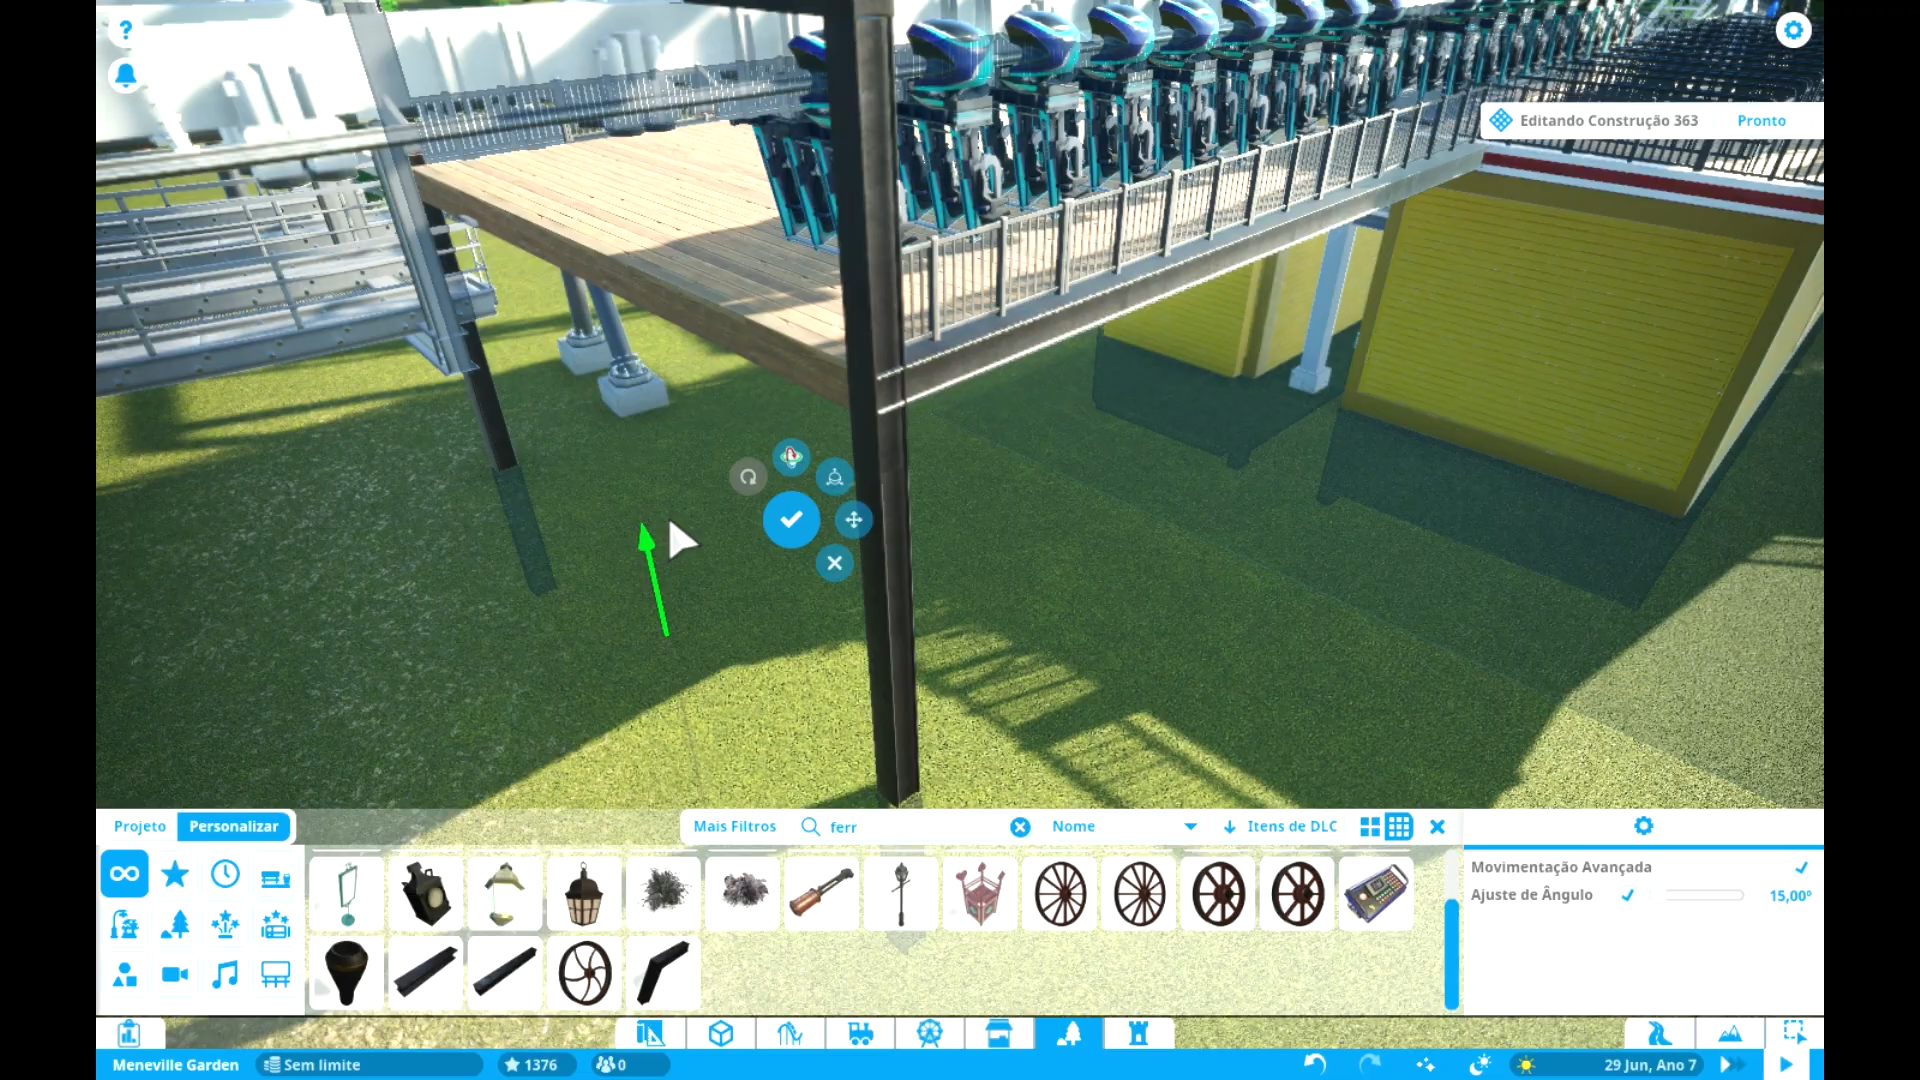 ?
Editando Construção 363 Pronto
Projeto Personalizar
Mais Filtros ferr Nome Itens de DLC
Movimentação Avançada
Ajuste de Ângulo 15,00º
Meneville Garden Sem limite 1376 0 29 Jun, Ano 7